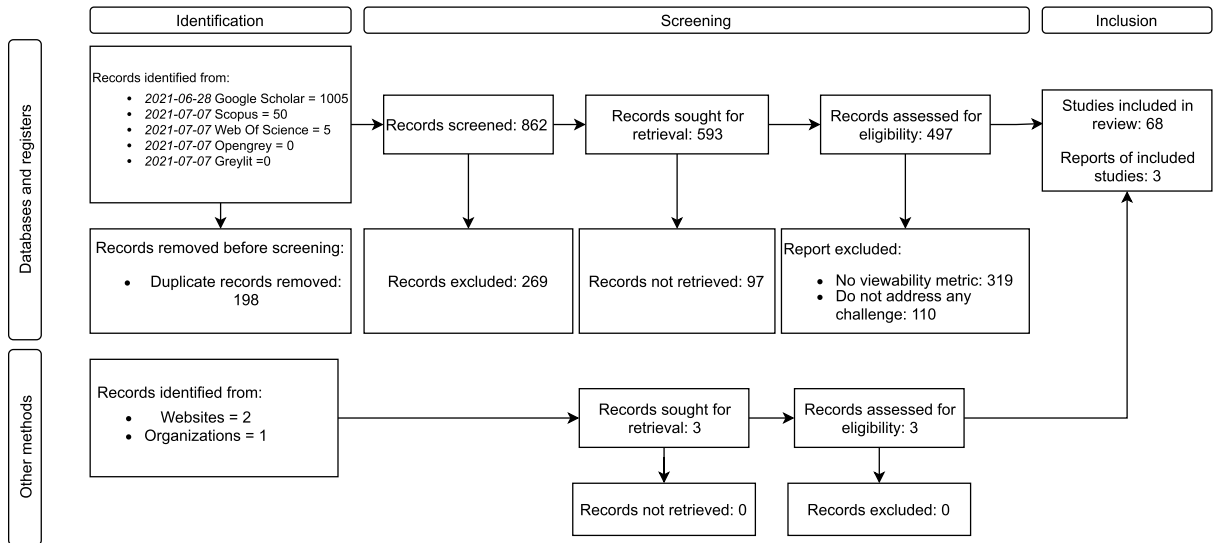 Identification
Screening
Inclusion
Databases and registers
Records identified from:
• 2021-06-28 Google Scholar = 1005
• 2021-07-07 Scopus = 50
• 2021-07-07 Web Of Science = 5
• 2021-07-07 Opengrey = 0
• 2021-07-07 Greylit =0
Records screened: 862
Records sought for
retrieval: 593
Records assessed for
eligibility: 497
Studies included in
review: 68
Reports of included
studies: 3
Records removed before screening:
• Duplicate records removed:
198
Records excluded: 269
Records not retrieved: 97
Report excluded:
• No viewability metric: 319
• Do not address any
challenge: 110
Other methods
Records identified from:
• Websites = 2
• Organizations = 1
Records sought for
retrieval: 3
Records assessed for
eligibility: 3
Records not retrieved: 0
Records excluded: 0